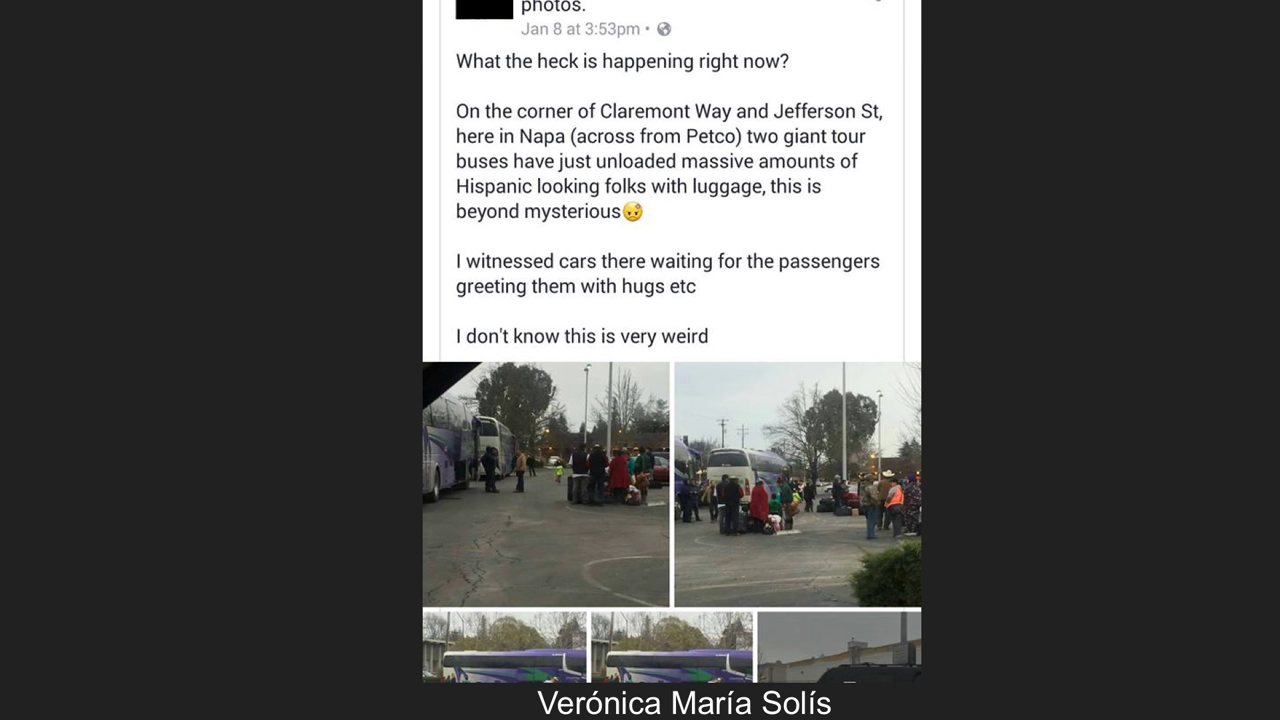 photos.
Jan 8 at 3:53pm •
What the heck is happening right now?
On the corner of Claremont Way and Jefferson St,
here in Napa (across from Petco) two giant tour
buses have just unloaded massive amounts of
Hispanic looking folks with luggage, this is
beyond mysterious😥
I witnessed cars there waiting for the passengers
greeting them with hugs etc
I don't know this is very weird
Verónica María Solís